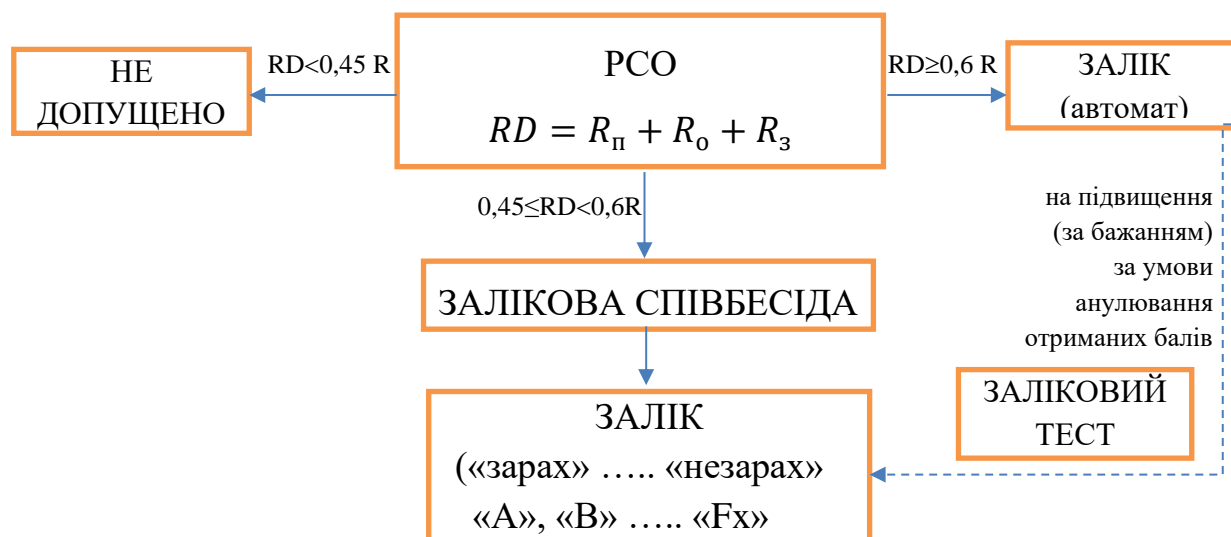 НЕ
ДОПУЩЕНО
RD<0,45 R
РСО
RD = Rп + Rо + Rз
RD≥0,6 R
ЗАЛІК
(автомат)
0,45≤RD<0,6R
на підвищення
(за бажанням)
за умови
анулювання
отриманих балів
ЗАЛІКОВА СПІВБЕСІДА
ЗАЛІКОВИЙ
ТЕСТ
ЗАЛІК
(«зарах» ….. «незарах»
«А», «В» ….. «Fx»